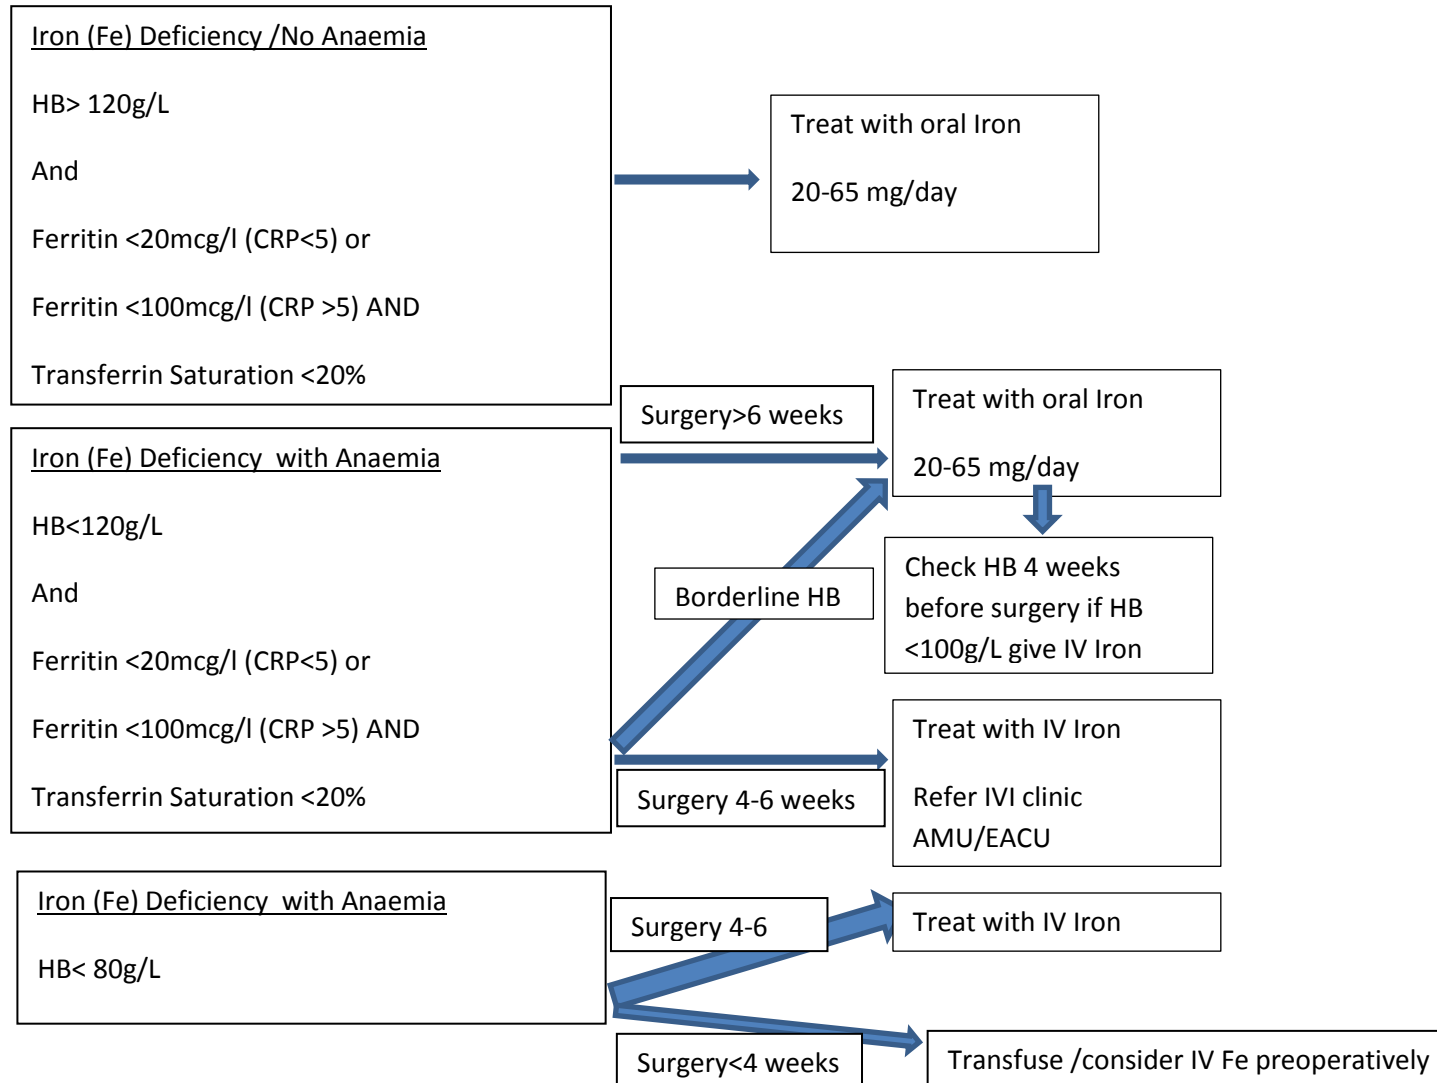 Iron (Fe) Deficiency /No Anaemia
HB> 120g/L
And
Ferritin <20mcg/l (CRP<5) or
Ferritin <100mcg/l (CRP >5) AND
Transferrin Saturation <20%
Treat with oral Iron
20-65 mg/day
Iron (Fe) Deficiency  with Anaemia
HB<120g/L
And
Ferritin <20mcg/l (CRP<5) or
Ferritin <100mcg/l (CRP >5) AND
Transferrin Saturation <20%
Surgery>6 weeks
Treat with oral Iron
20-65 mg/day
Borderline HB
Check HB 4 weeks
before surgery if HB
<100g/L give IV Iron
Surgery 4-6 weeks
Treat with IV Iron
Refer IVI clinic
AMU/EACU
Iron (Fe) Deficiency  with Anaemia
HB< 80g/L
Surgery 4-6
Treat with IV Iron
Surgery<4 weeks
Transfuse /consider IV Fe preoperatively